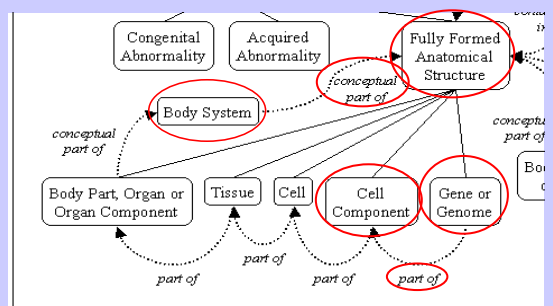 Congenital
Abnormality
Acquired
Abnormality
Fully Formed
Anatomical
Structure
conceptual
part of
Body System
conceptual
part of
Body Part, Organ or
Organ Component
Tissue
Cell
Cell
Component
Gene or
Genome
part of
part of
part of
part of
part of